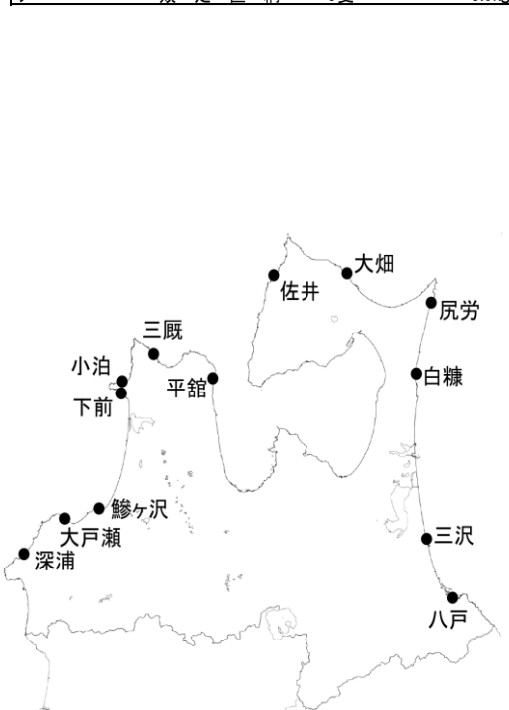 大畑
佐井
尻労
三厩
小泊
平舘
白糠
下前
鰺ヶ沢
大戸瀬
三沢
深浦
八戸